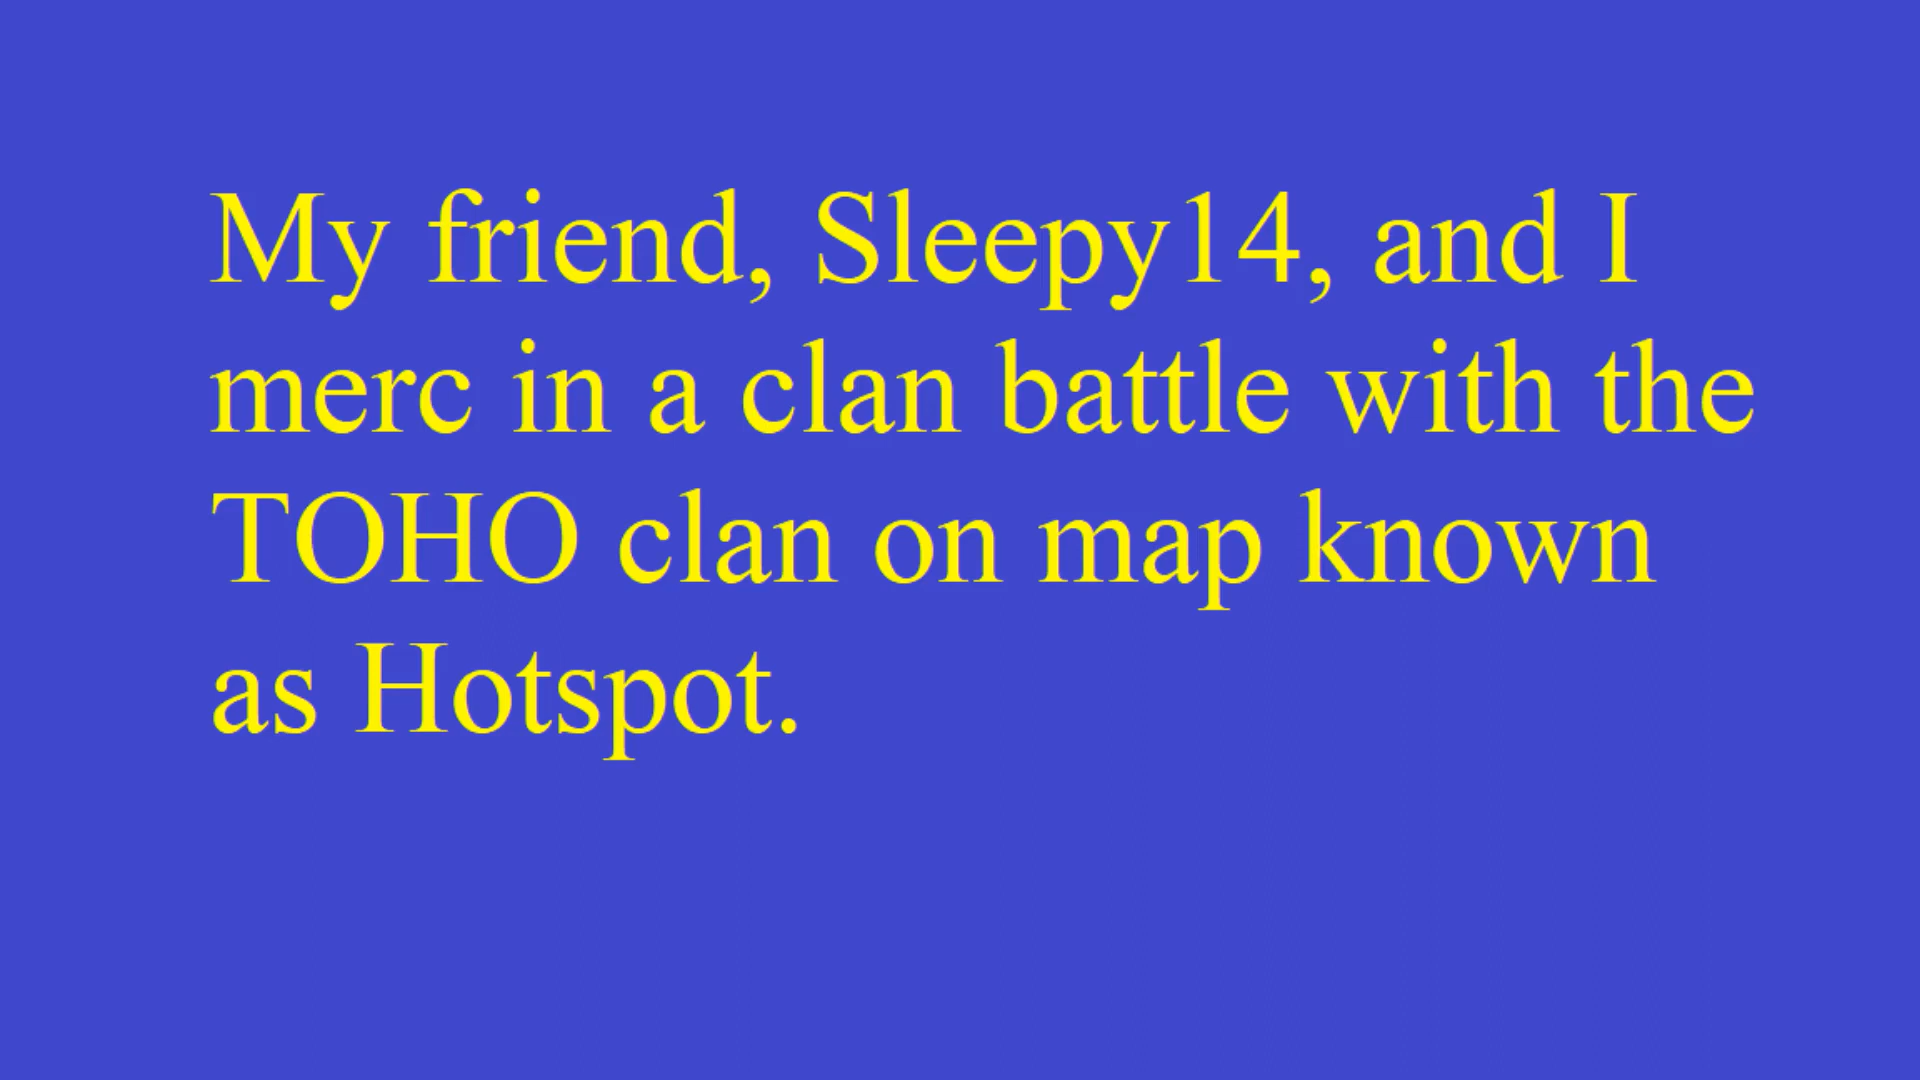 My friend, Sleepy14, and I
merc in a clan battle with the
TOHO clan on map known
as Hotspot.